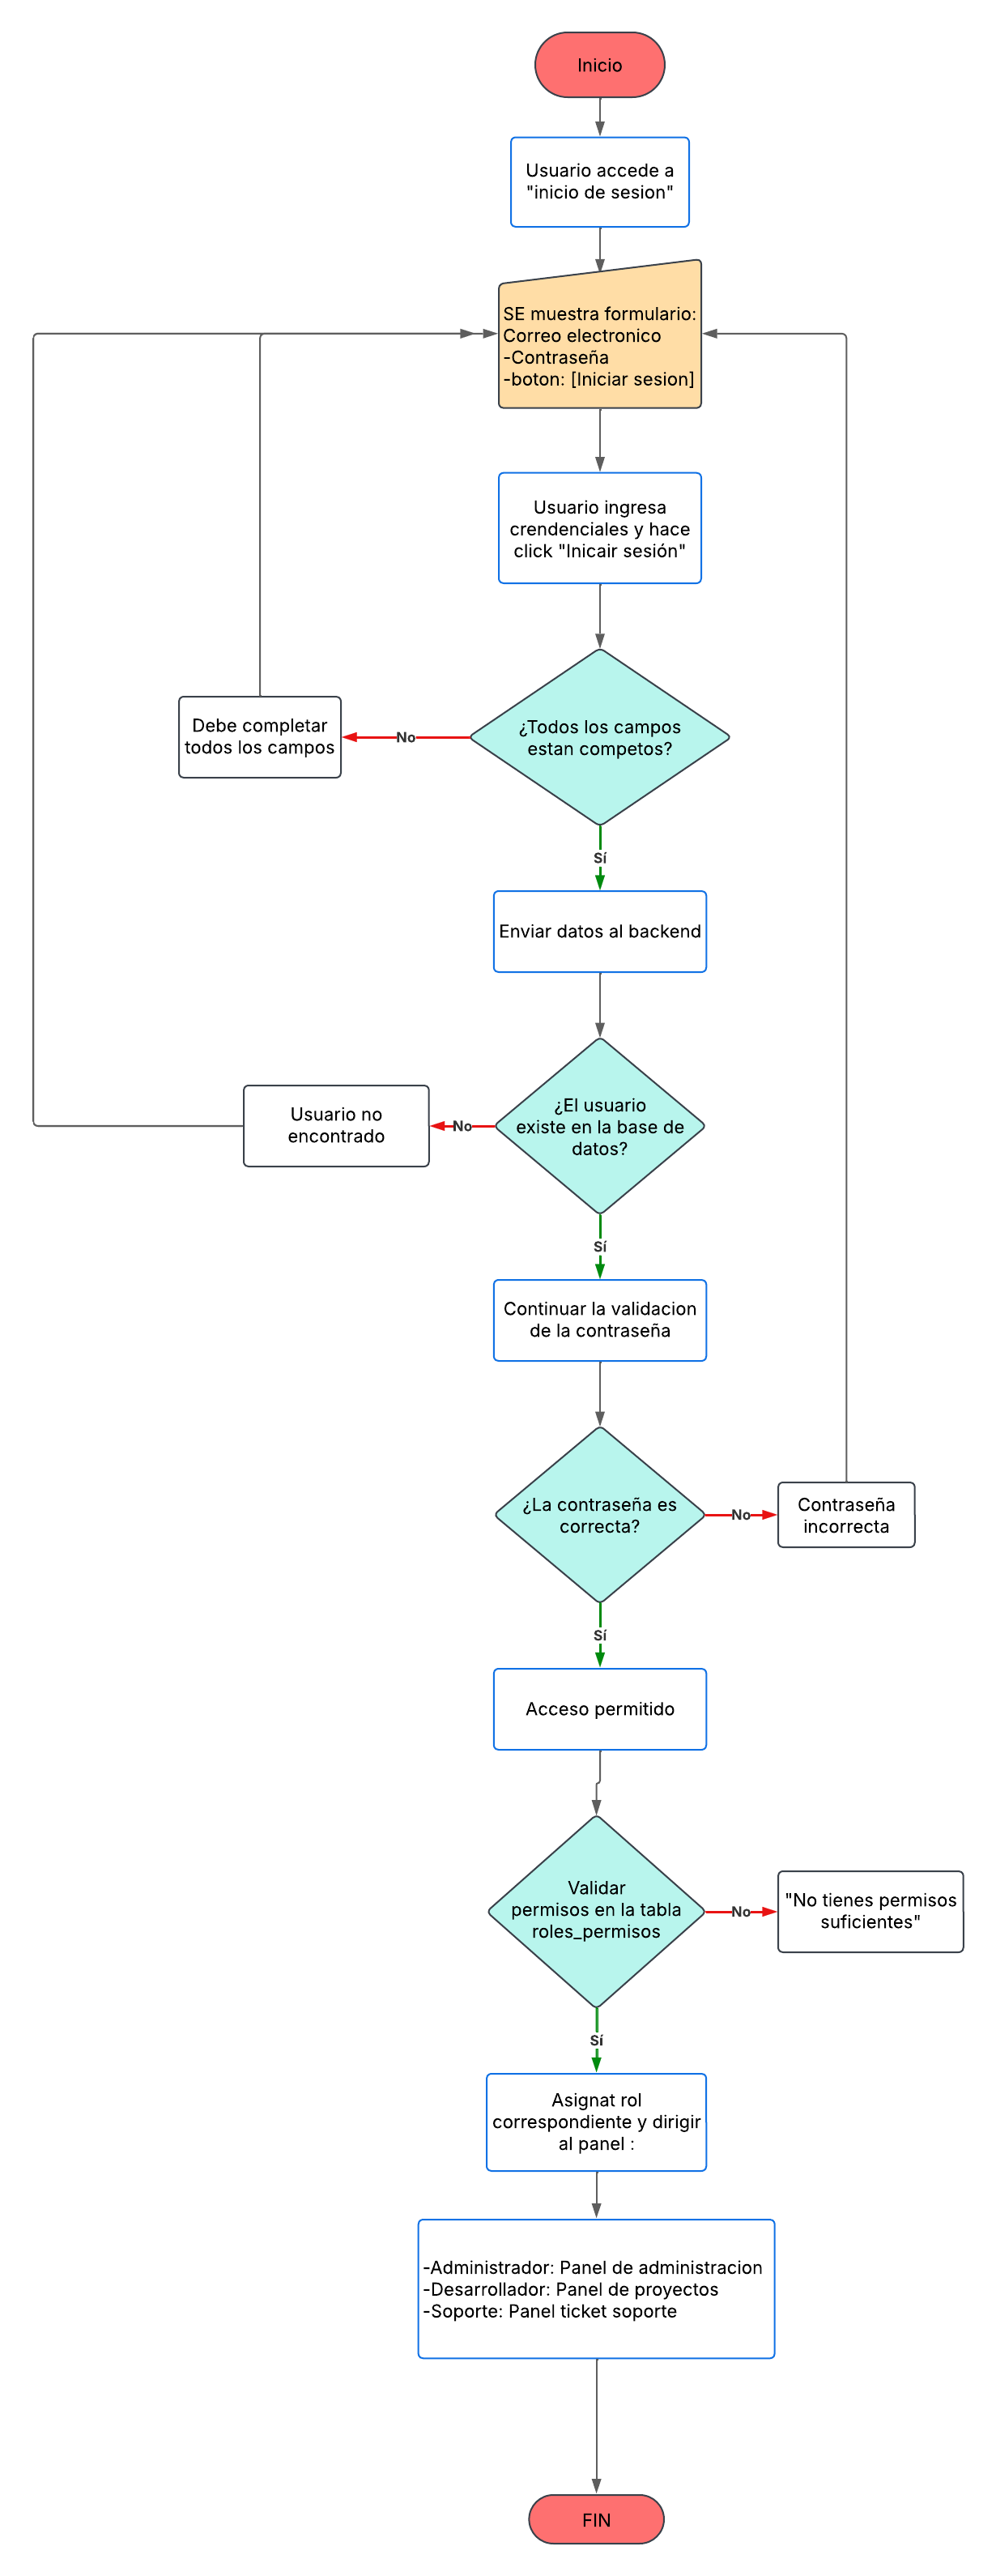 Inicio
Usuario accede a
"inicio de sesion"
SE muestra formulario:
Correo electronico
-Contraseña
-boton: [Iniciar sesion]
Usuario ingresa
crendenciales y hace
click "Inicair sesión"
¿Todos los campos
estan competos?
No
Debe completar
todos los campos
Sí
Enviar datos al backend
¿El usuario
existe en la base de
datos?
No
Usuario no
encontrado
Sí
Continuar la validacion
de la contraseña
¿La contraseña es
correcta?
No
Contraseña
incorrecta
Sí
Acceso permitido
Validar
permisos en la tabla
roles_permisos
No
"No tienes permisos
suficientes"
Sí
Asignat rol
correspondiente y dirigir
al panel :
-Administrador: Panel de administracion
-Desarrollador: Panel de proyectos
-Soporte: Panel ticket soporte
FIN